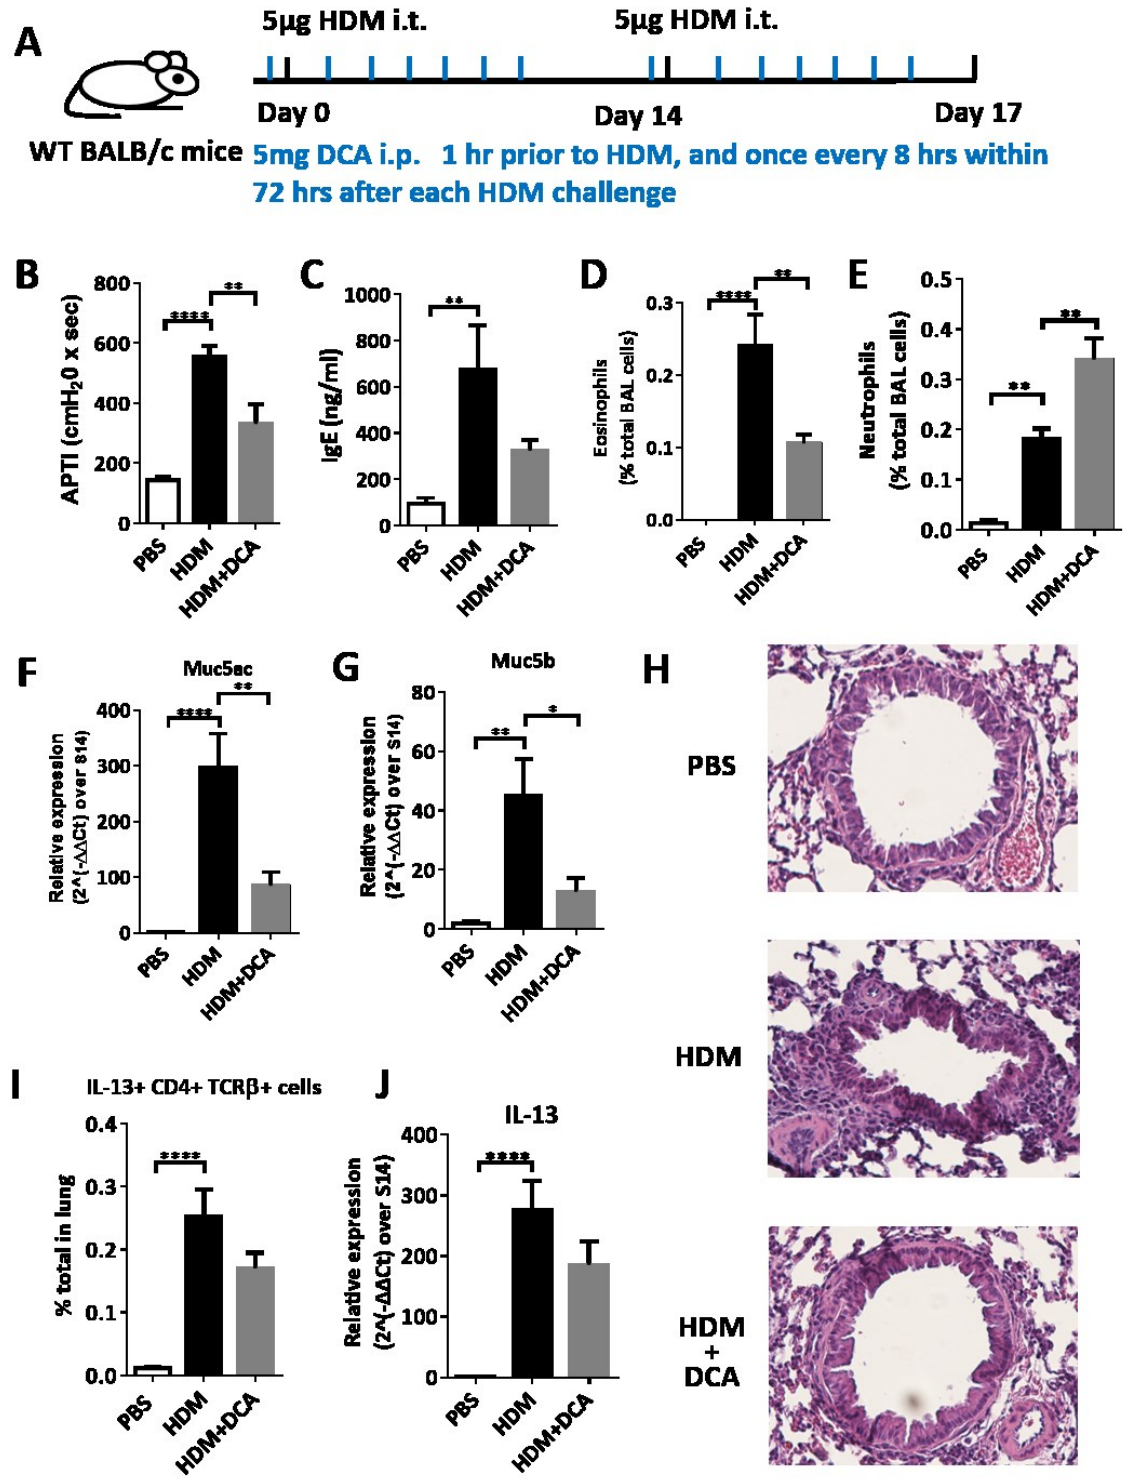 A
5µg HDM i.t.
5µg HDM i.t.
Day 0
Day 14
Day 17
WT BALB/c mice
5mg DCA i.p. 1 hr prior to HDM, and once every 8 hrs within
72 hrs after each HDM challenge
B
APTI (cmH₂0 x sec)
800
600
400
200
0
****
**
PBS
HDM
HDM+DCA
C
IgE (ng/ml)
1000
800
600
400
200
0
**
PBS
HDM
HDM+DCA
D
Eosinophils
(% total BAL cells)
0.3
0.2
0.1
0.0
****
**
PBS
HDM
HDM+DCA
E
Neutrophils
(% total BAL cells)
0.5
0.4
0.3
0.2
0.1
0.0
**
**
PBS
HDM
HDM+DCA
F
Muc5ac
Relative expression
(2^(-ΔΔCt) over S14)
400
300
200
100
0
****
**
PBS
HDM
HDM+DCA
G
Muc5b
Relative expression
(2^(-ΔΔCt) over S14)
80
60
40
20
0
**
*
PBS
HDM
HDM+DCA
H
PBS
HDM
HDM
+
DCA
I
IL-13+ CD4+ TCRβ+ cells
% total in lung
0.4
0.3
0.2
0.1
0.0
****
PBS
HDM
HDM+DCA
J
IL-13
Relative expression
(2^(-ΔΔCt) over S14)
400
300
200
100
0
****
PBS
HDM
HDM+DCA